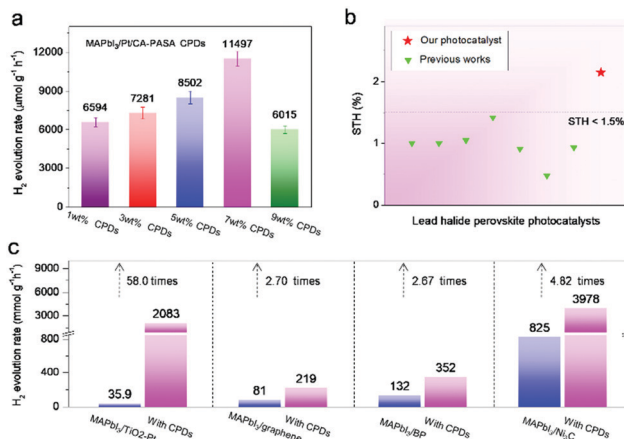 a
H₂ evolution rate (μmol g⁻¹ h⁻¹)
12000
9000
6000
3000
0
MAPbI₃/Pt/CA-PASA CPDs
6594
7281
8502
11497
6015
1wt% CPDs
3wt% CPDs
5wt% CPDs
7wt% CPDs
9wt% CPDs
b
STH (%)
2
1
0
Our photocatalyst
Previous works
STH < 1.5%
Lead halide perovskite photocatalysts
c
H₂ evolution rate (mmol g⁻¹h⁻¹)
9000
6000
3000
800
400
0
58.0 times
2.70 times
2.67 times
4.82 times
35.9
2083
81
219
132
352
825
3978
With CPDs
MAPbI₃/graphene
With CPDs
MAPbI₃/BP
With CPDs
MAPbI₃/Ni₃C
With CPDs